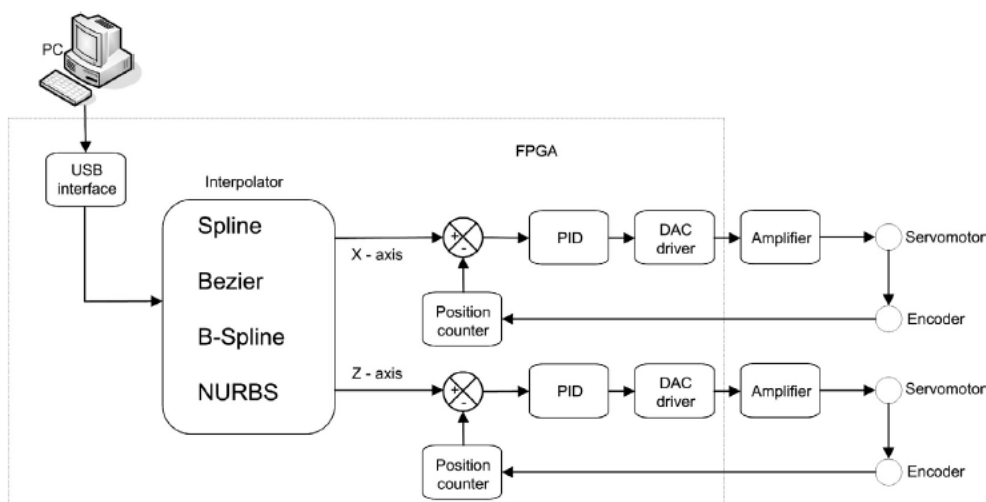 PC
FPGA
USB
interface
Interpolator
Spline
Bezier
B-Spline
NURBS
X - axis
+
-
PID
DAC
driver
Amplifier
Servomotor
Position
counter
Encoder
Z - axis
+
-
PID
DAC
driver
Amplifier
Servomotor
Position
counter
Encoder